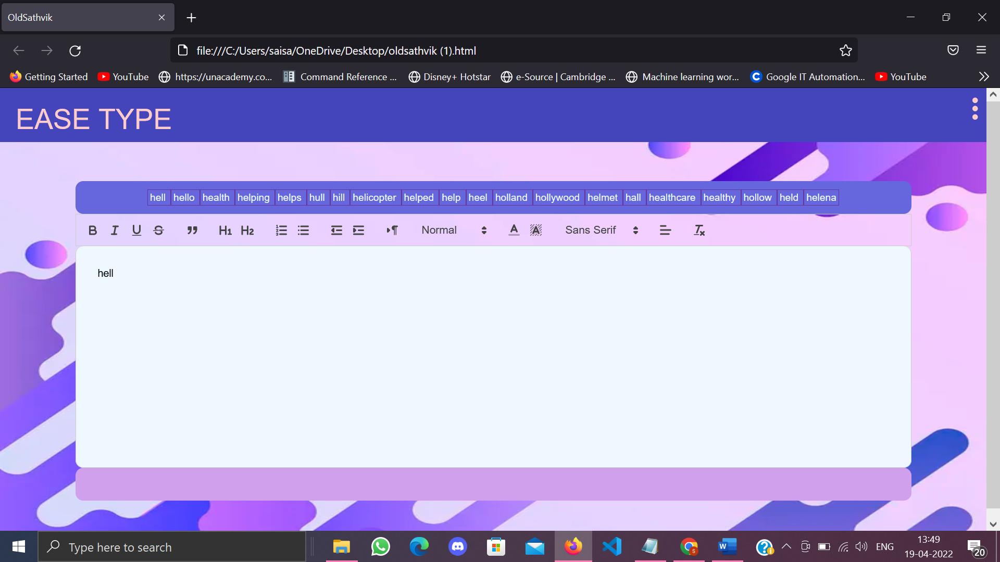 OldSathvik
file:///C:/Users/saisa/OneDrive/Desktop/oldsathvik (1).html
Getting Started YouTube https://unacademy.co... Command Reference ... Disney+ Hotstar e-Source | Cambridge ... Machine learning wor... Google IT Automation... YouTube
EASE TYPE
hell hello health helping helps hull hill helicopter helped help heel holland hollywood helmet hall healthcare healthy hollow held helena
B I U S H1 H2 Normal A A Sans Serif Tx
hell
Type here to search
ENG
13:49
19-04-2022
20